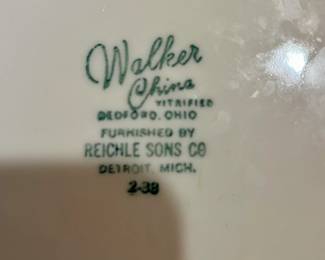 Walker
China
VITRIFIED
BEDFORD, OHIO
FURNISHED BY
REICHLE SONS CO
DETROIT, MICH.
2-38